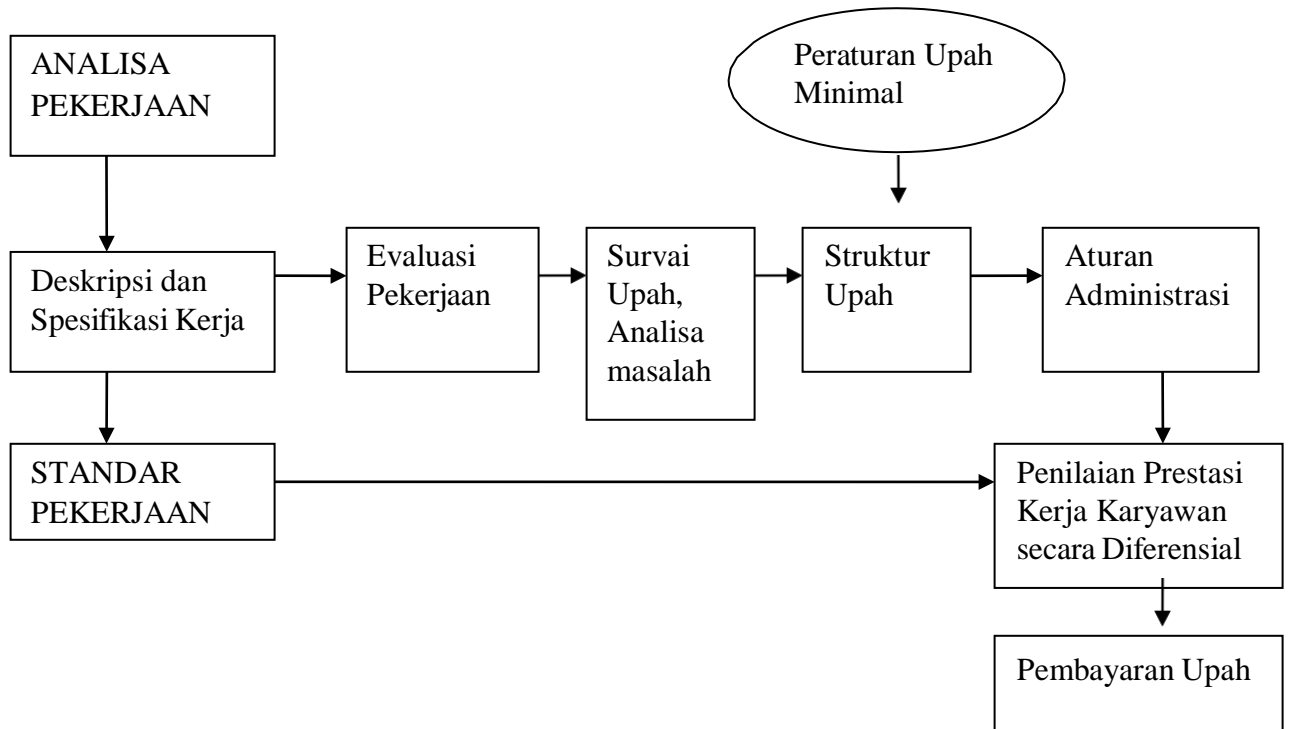 ANALISA
PEKERJAAN
Peraturan Upah
Minimal
Deskripsi dan
Spesifikasi Kerja
Evaluasi
Pekerjaan
Survai
Upah,
Analisa
masalah
Struktur
Upah
Aturan
Administrasi
STANDAR
PEKERJAAN
Penilaian Prestasi
Kerja Karyawan
secara Diferensial
Pembayaran Upah